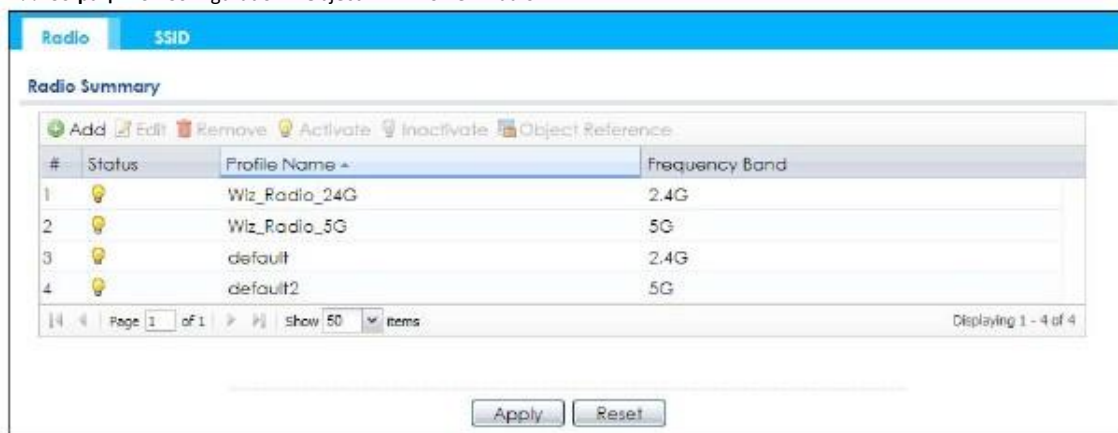 Radio SSID
Radio Summary
Add Edit Remove Activate Inactivate Object Reference
# Status Profile Name Frequency Band
1 Wiz_Radio_24G 2.4G
2 Wiz_Radio_5G 5G
3 default 2.4G
4 default2 5G
Page 1 of 1 Show 50 items Displaying 1 - 4 of 4
Apply Reset